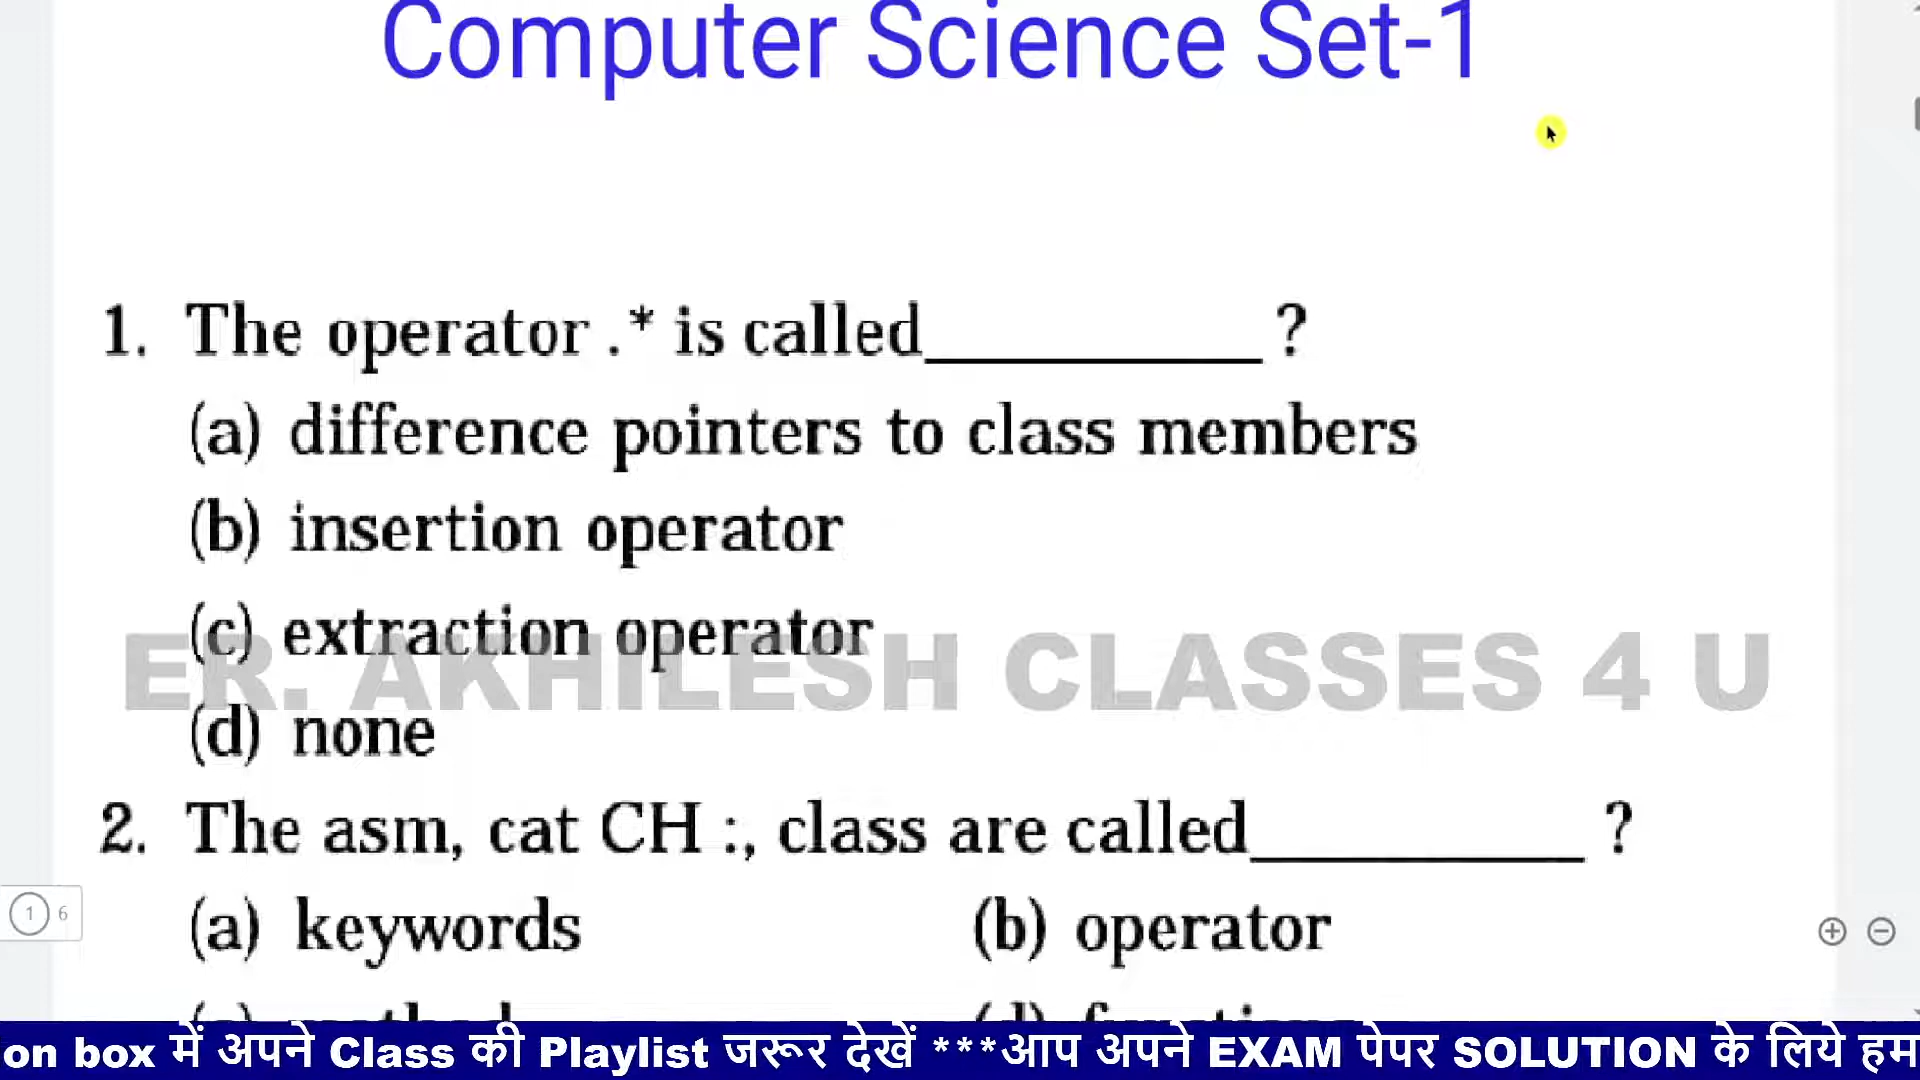 Computer Science Set-1
1. The operator .* is called__________?
(a) difference pointers to class members
(b) insertion operator
(c) extraction operator
ER. AKHILESH CLASSES 4 U
(d) none
2. The asm, cat CH :, class are called__________?
(a) keywords (b) operator
1 6
on box में अपने Class की Playlist जरूर देखें ***आप अपने EXAM पेपर SOLUTION के लिये हम